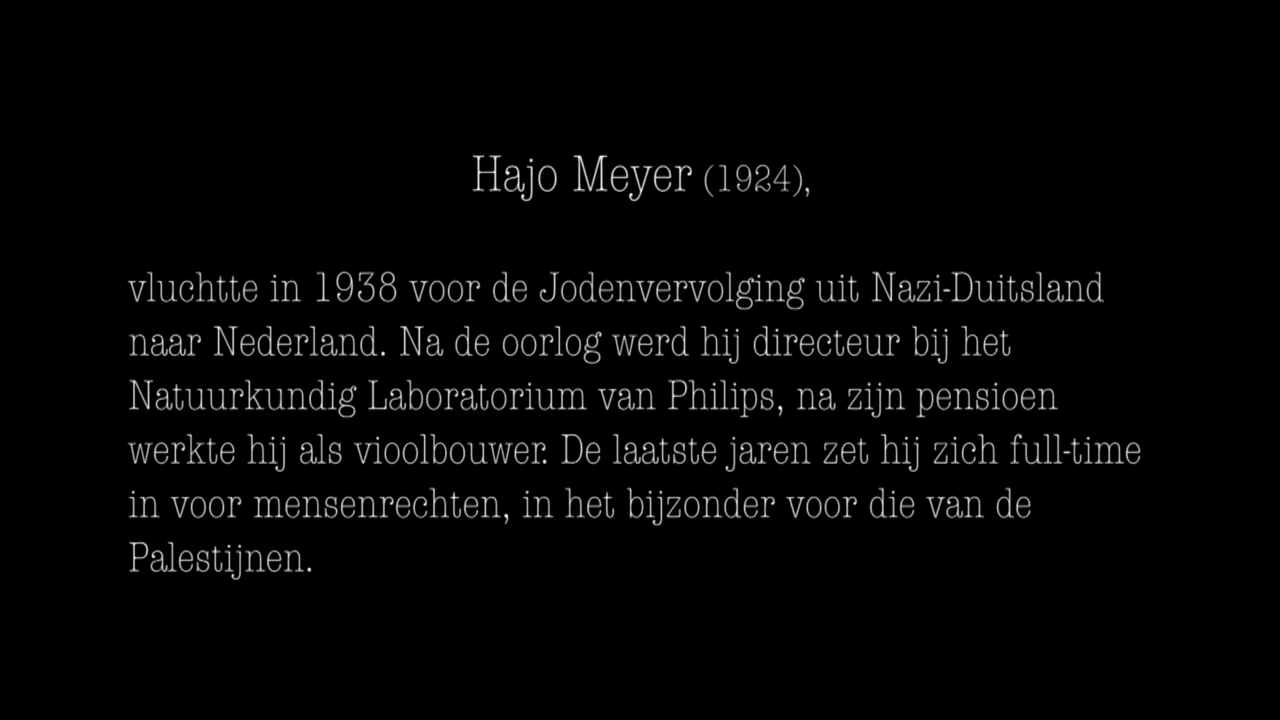 Hajo Meyer (1924),
vluchtte in 1938 voor de Jodenvervolging uit Nazi-Duitsland
naar Nederland. Na de oorlog werd hij directeur bij het
Natuurkundig Laboratorium van Philips, na zijn pensioen
werkte hij als vioolbouwer. De laatste jaren zet hij zich full-time
in voor mensenrechten, in het bijzonder voor die van de
Palestijnen.